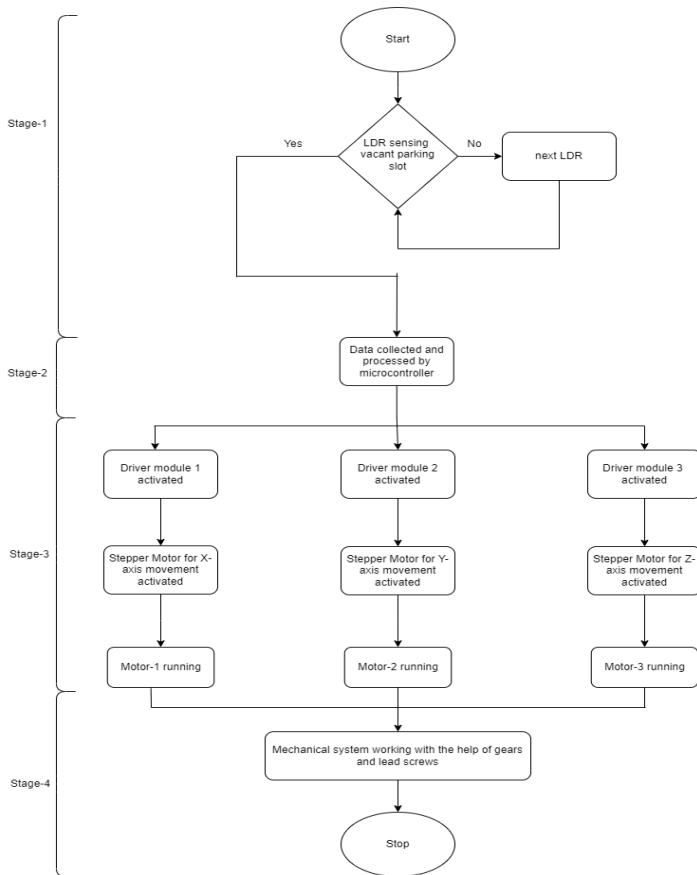 Start
Stage-1
Yes
LDR sensing
vacant parking
slot
No
next LDR
Stage-2
Data collected and
processed by
microcontroller
Stage-3
Driver module 1
activated
Driver module 2
activated
Driver module 3
activated
Stepper Motor for X-
axis movement
activated
Stepper Motor for Y-
axis movement
activated
Stepper Motor for Z-
axis movement
activated
Motor-1 running
Motor-2 running
Motor-3 running
Stage-4
Mechanical system working with the help of gears
and lead screws
Stop